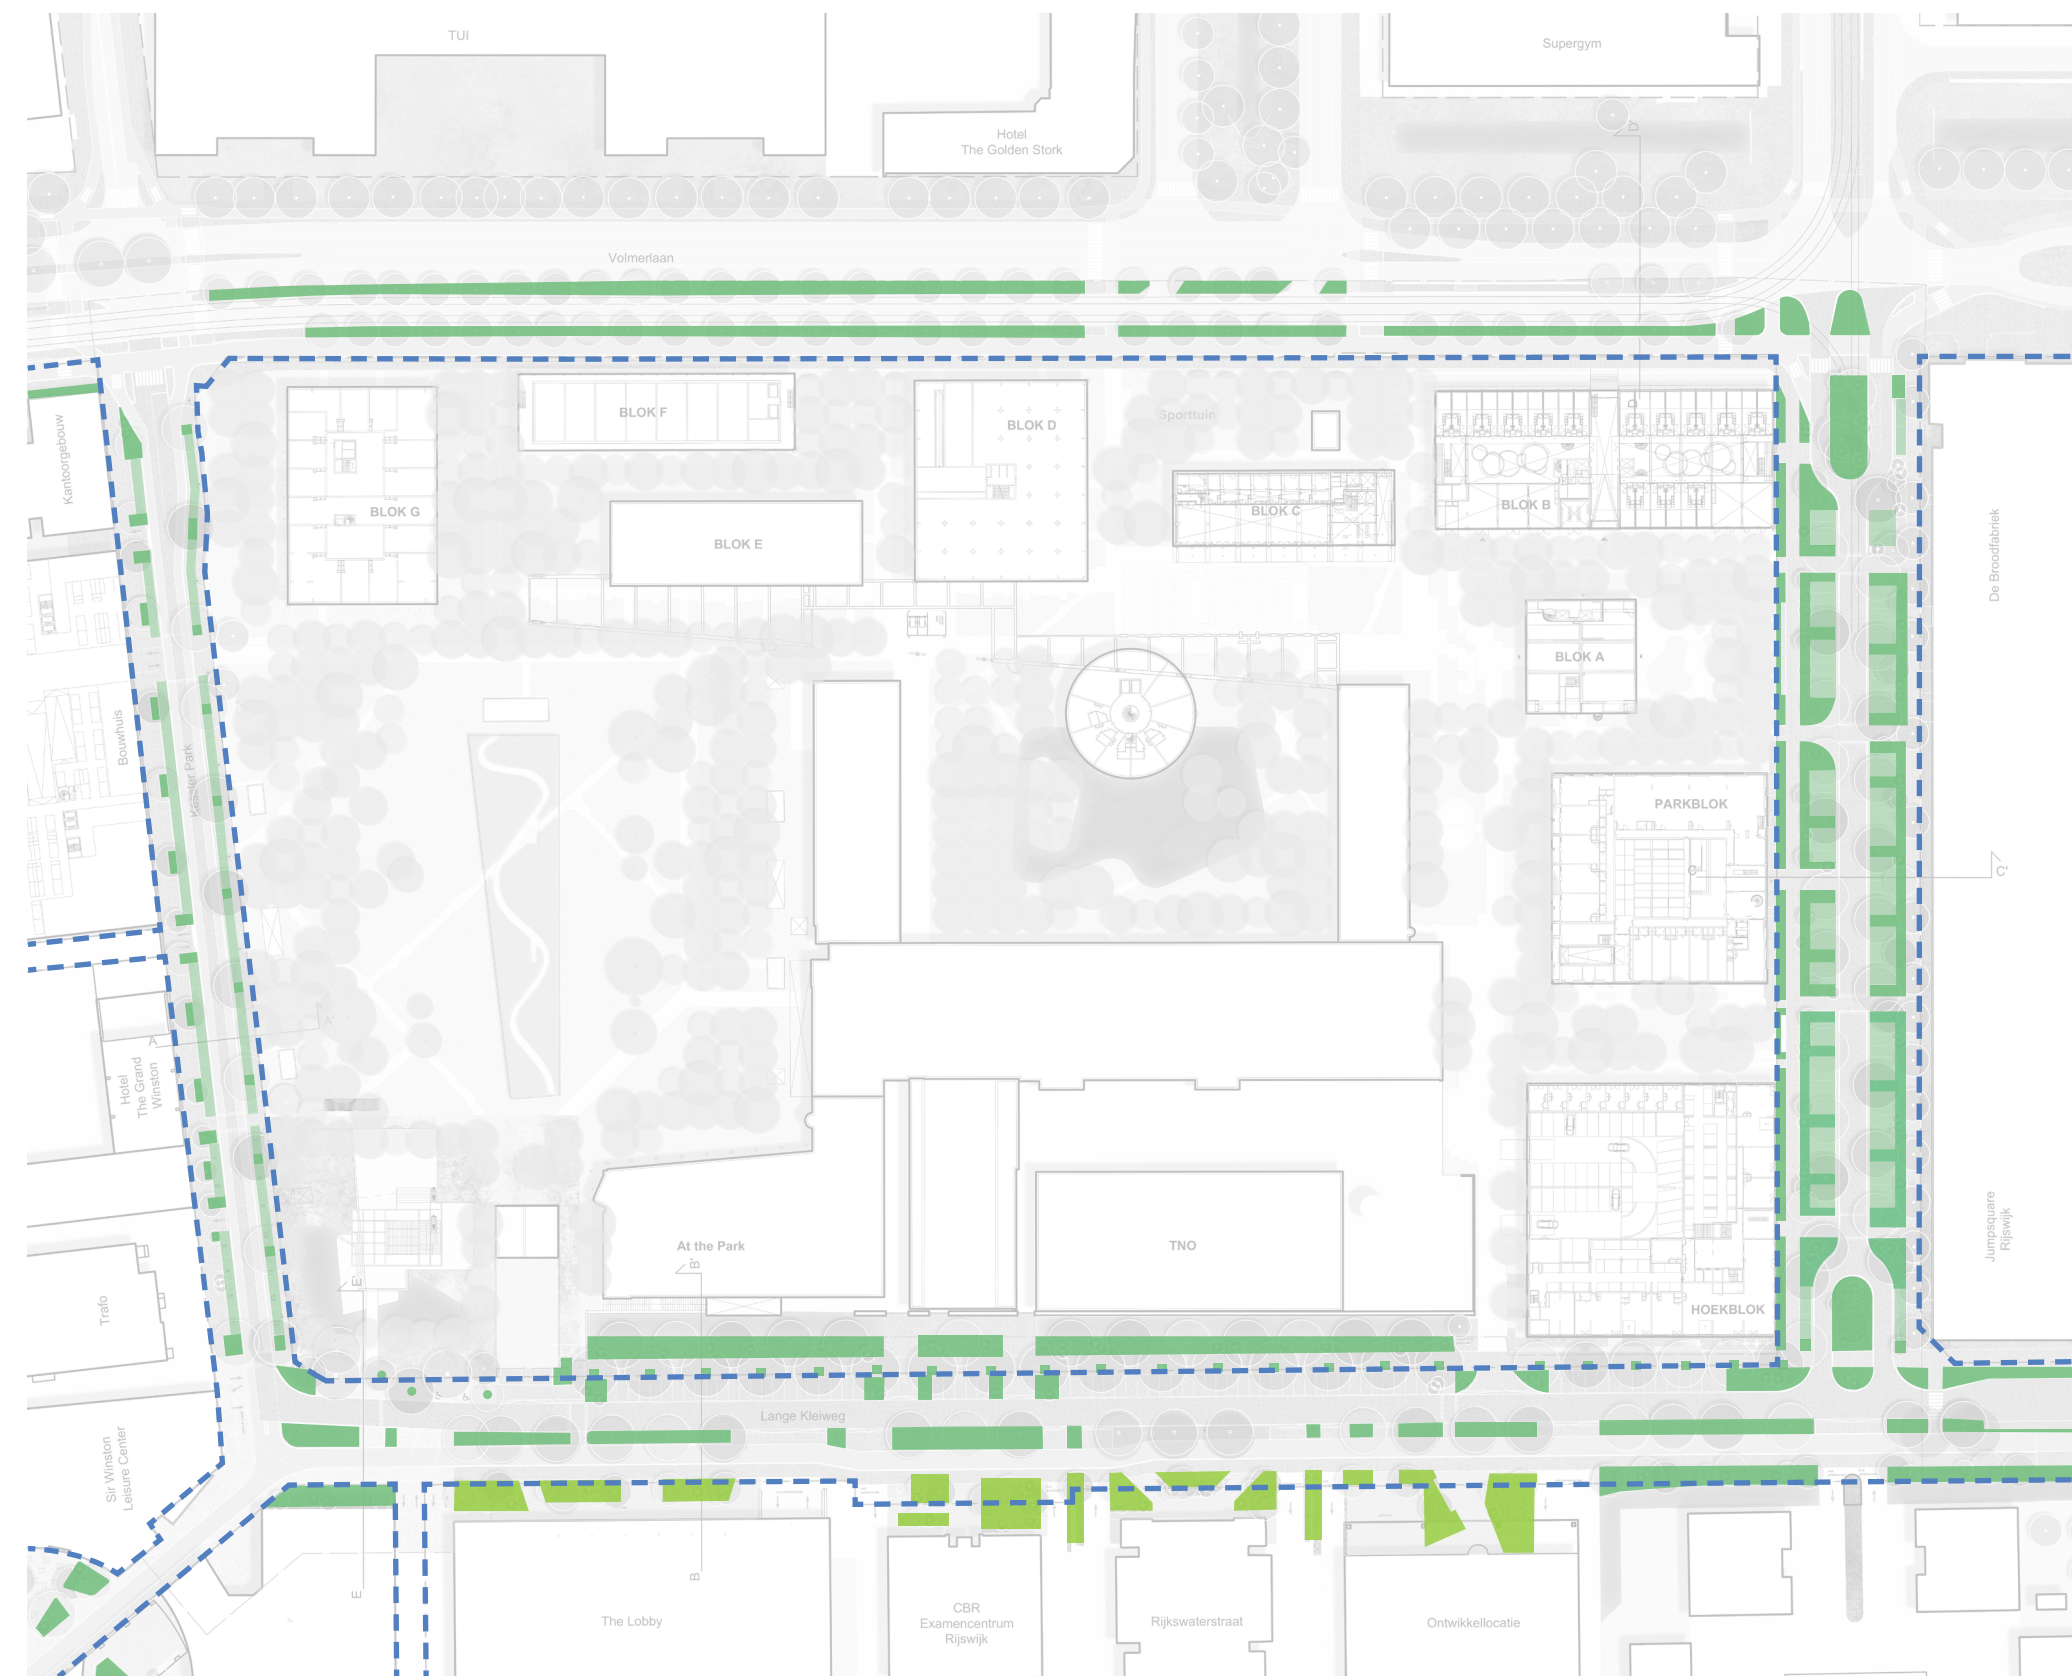 TUI
Supergym
Hotel
The Golden Stork
D'
Volmerlaan
Kantoorgebouw
BLOK F
BLOK D
Sporttuin
D
BLOK G
BLOK E
BLOK C
BLOK B
De Broodfabriek
BLOK A
Bouwhuis
Kessler Park
PARKBLOK
C
C'
A
A'
Hotel
The Grand
Winston
At the Park
TNO
B'
E'
HOEKBLOK
Jumpsquare
Rijswijk
Trafo
Lange Kleiweg
Sir Winston
Leisure Center
E
B
The Lobby
CBR
Examencentrum
Rijswijk
Rijkswaterstraat
Ontwikkellocatie